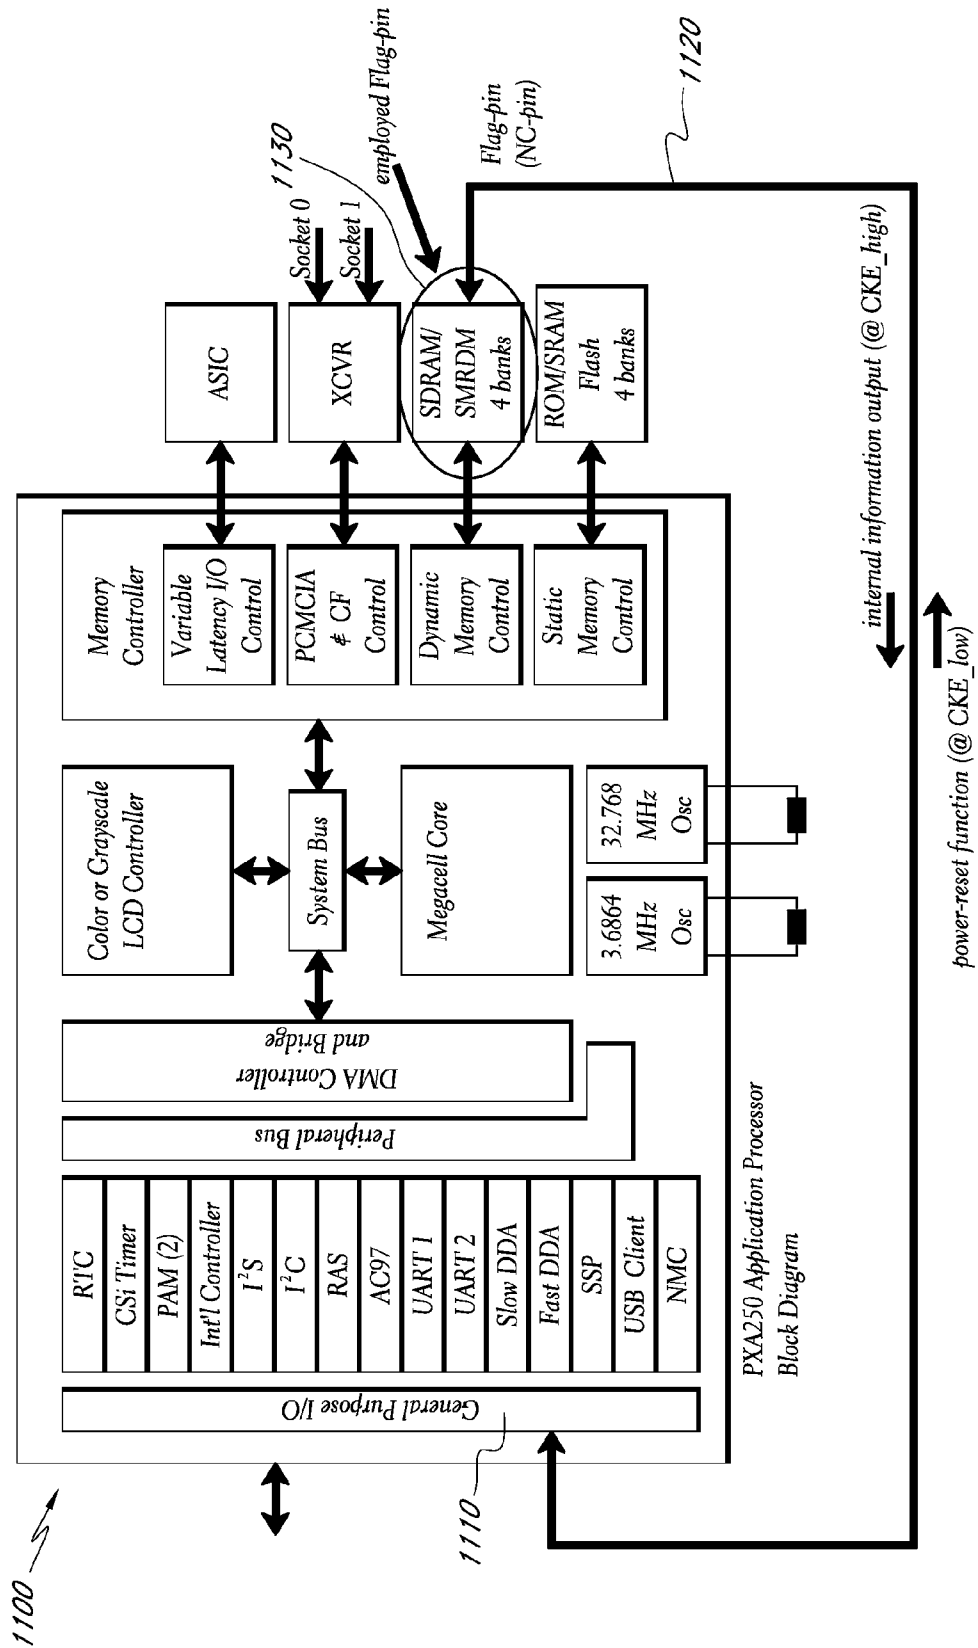 1100
RTC
CSi Timer
PAM (2)
Int'l Controller
I²S
I²C
RAS
AC97
UART 1
UART 2
Slow DDA
Fast DDA
SSP
USB Client
NMC
General Purpose I/O
1110
Peripheral Bus
DMA Controller
and Bridge
Color or Grayscale
LCD Controller
System Bus
Megacell Core
3.6864
MHz
Osc
32.768
MHz
Osc
Memory
Controller
Variable
Latency I/O
Control
PCMCIA
& CF
Control
Dynamic
Memory
Control
Static
Memory
Control
ASIC
XCVR
SDRAM/
SMRDM
4 banks
ROM/SRAM
Flash
4 banks
Socket 0
Socket 1
1130
employed Flag-pin
Flag-pin
(NC-pin)
1120
PXA250 Application Processor
Block Diagram
internal information output (@ CKE_high)
power-reset function (@ CKE_low)